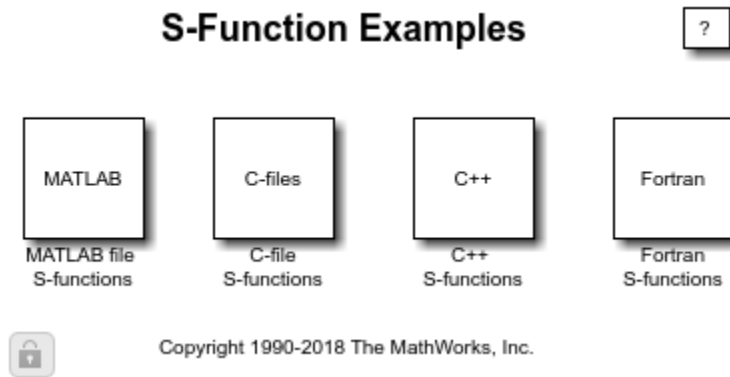 S-Function Examples
?
MATLAB
C-files
C++
Fortran
MATLAB file
S-functions
C-file
S-functions
C++
S-functions
Fortran
S-functions
Copyright 1990-2018 The MathWorks, Inc.